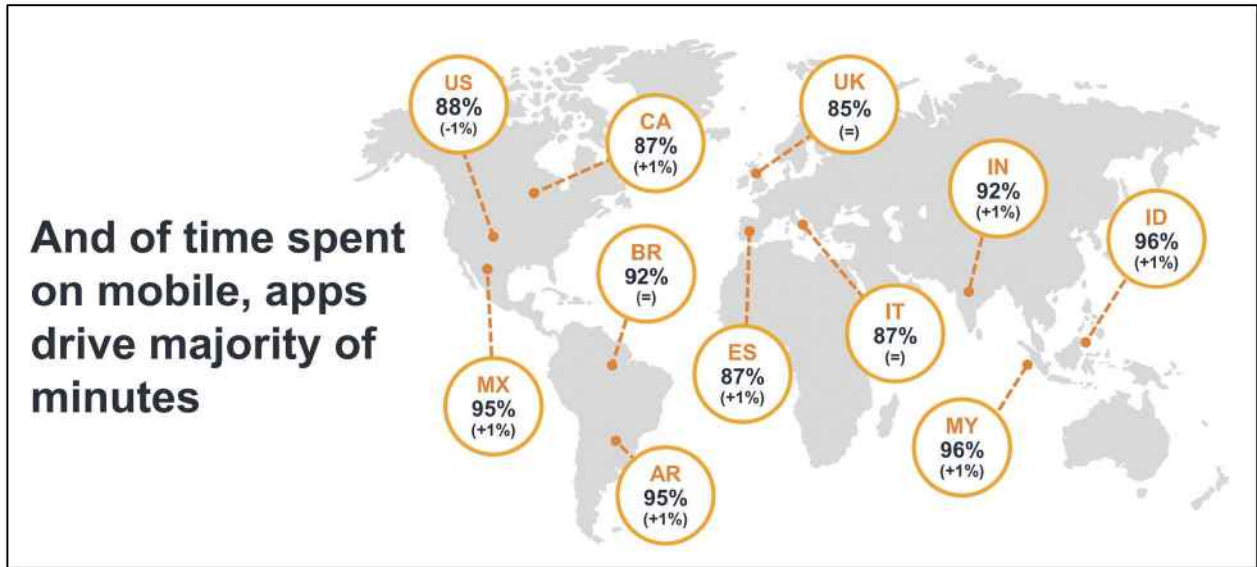 And of time spent
on mobile, apps
drive majority of
minutes
US
88%
(-1%)
CA
87%
(+1%)
UK
85%
(=)
IN
92%
(+1%)
ID
96%
(+1%)
BR
92%
(=)
IT
87%
(=)
ES
87%
(+1%)
MX
95%
(+1%)
MY
96%
(+1%)
AR
95%
(+1%)